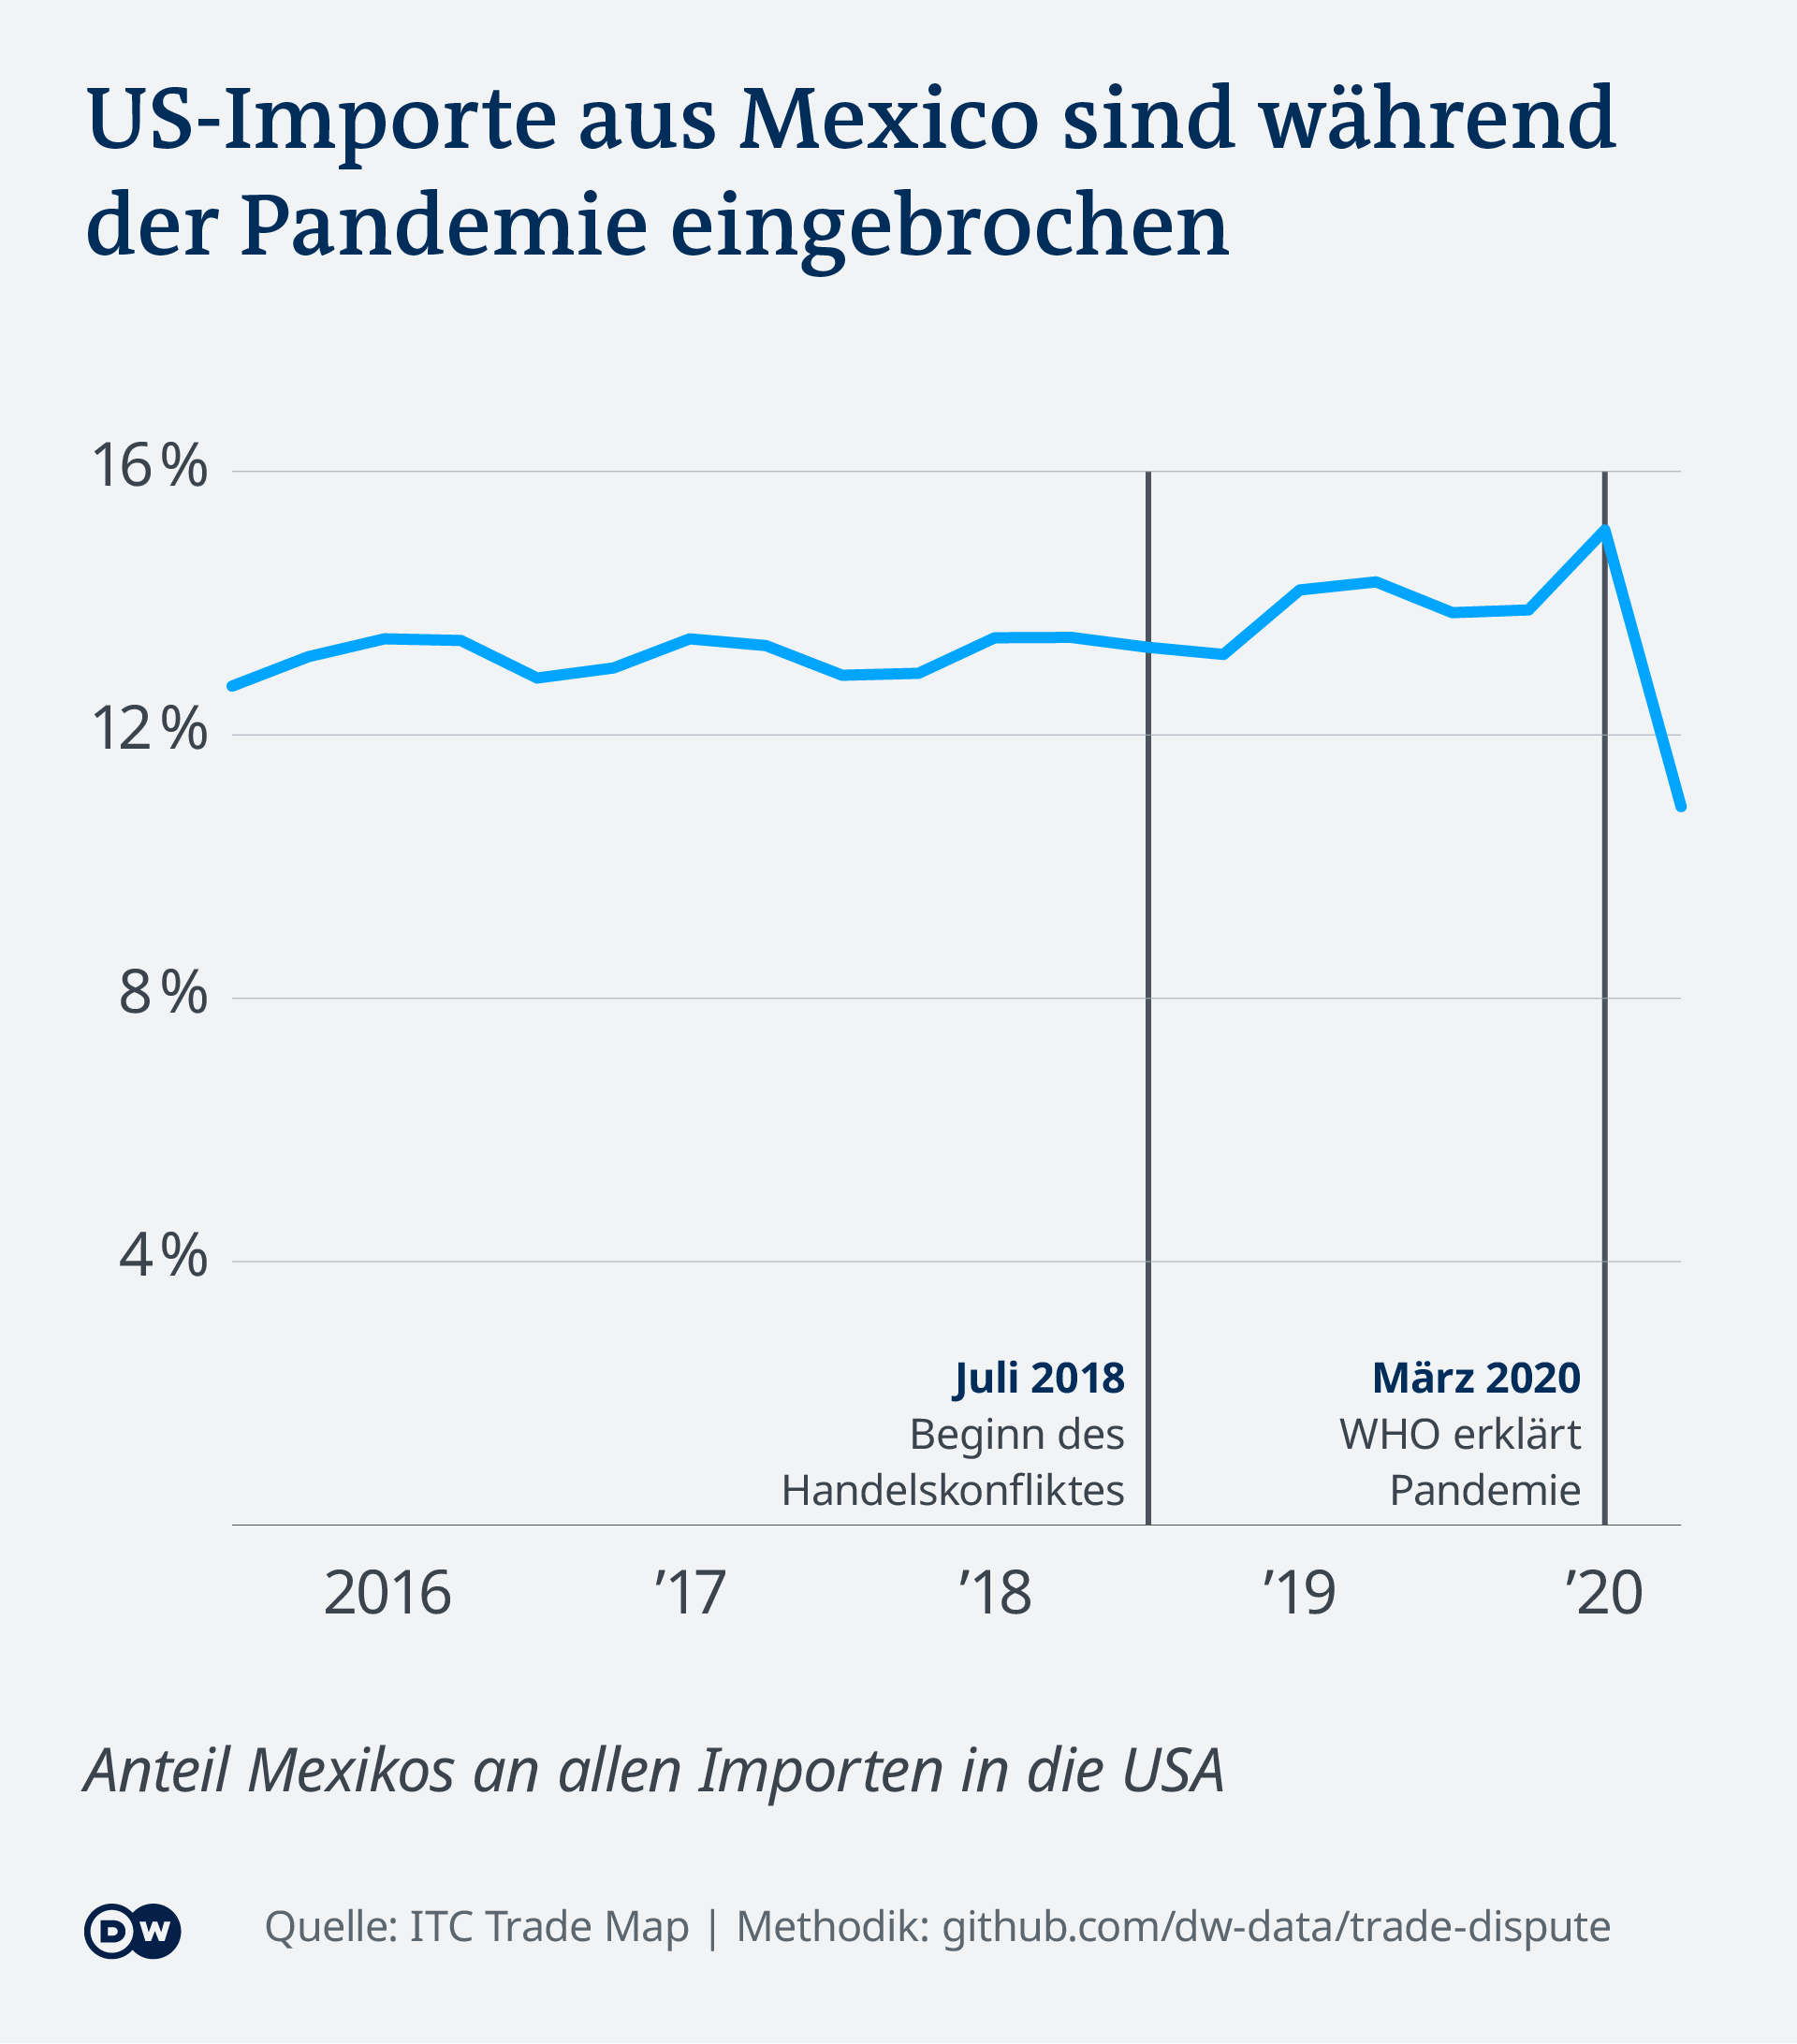 US-Importe aus Mexico sind während
der Pandemie eingebrochen
16 %
12 %
8 %
4 %
Juli 2018
Beginn des
Handelskonfliktes
März 2020
WHO erklärt
Pandemie
2016 ’17 ’18 ’19 ’20
Anteil Mexikos an allen Importen in die USA
DW Quelle: ITC Trade Map | Methodik: github.com/dw-data/trade-dispute